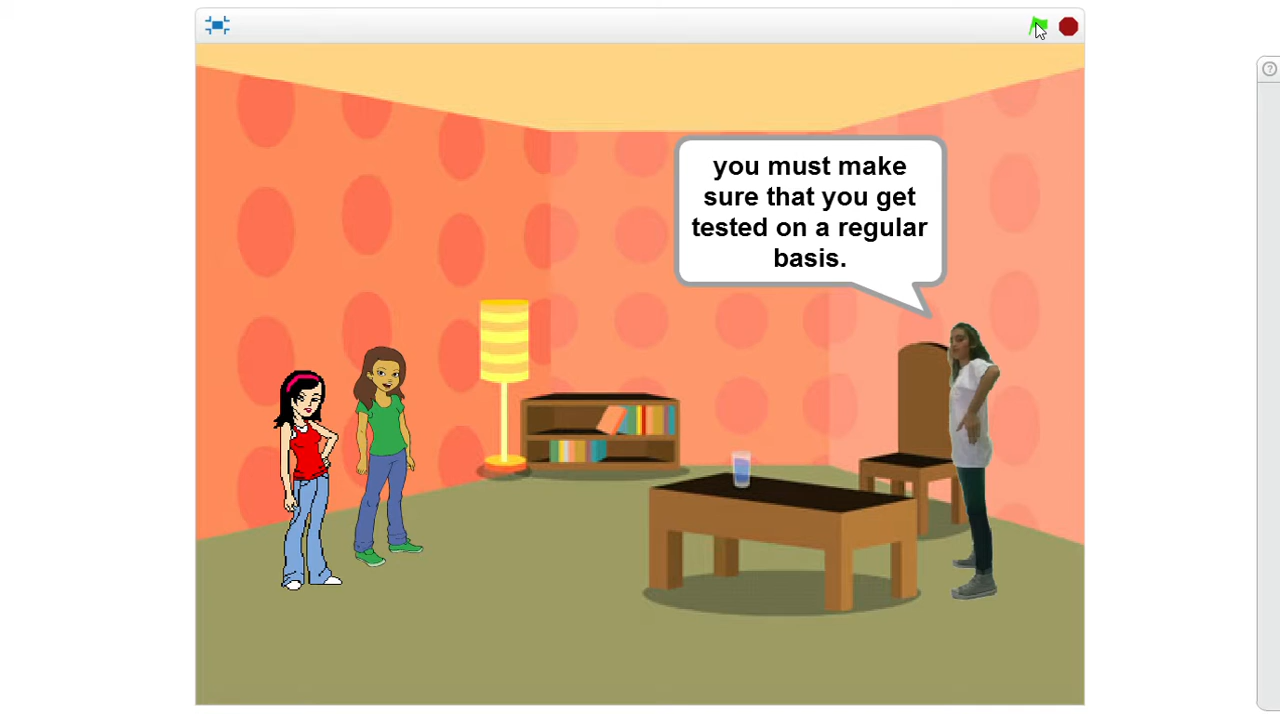 you must make
sure that you get
tested on a regular
basis.